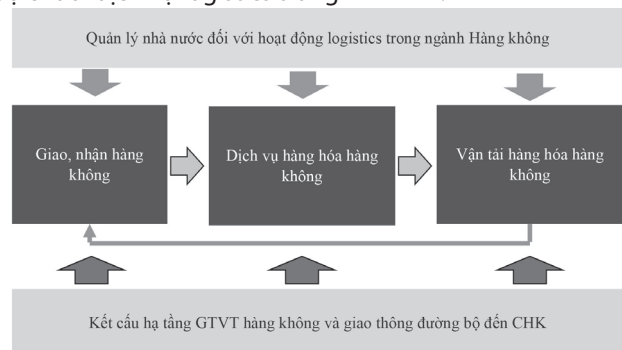 Quản lý nhà nước đối với hoạt động logistics trong ngành Hàng không
Giao, nhận hàng
không
Dịch vụ hàng hóa hàng
không
Vận tải hàng hóa hàng
không
Kết cấu hạ tầng GTVT hàng không và giao thông đường bộ đến CHK